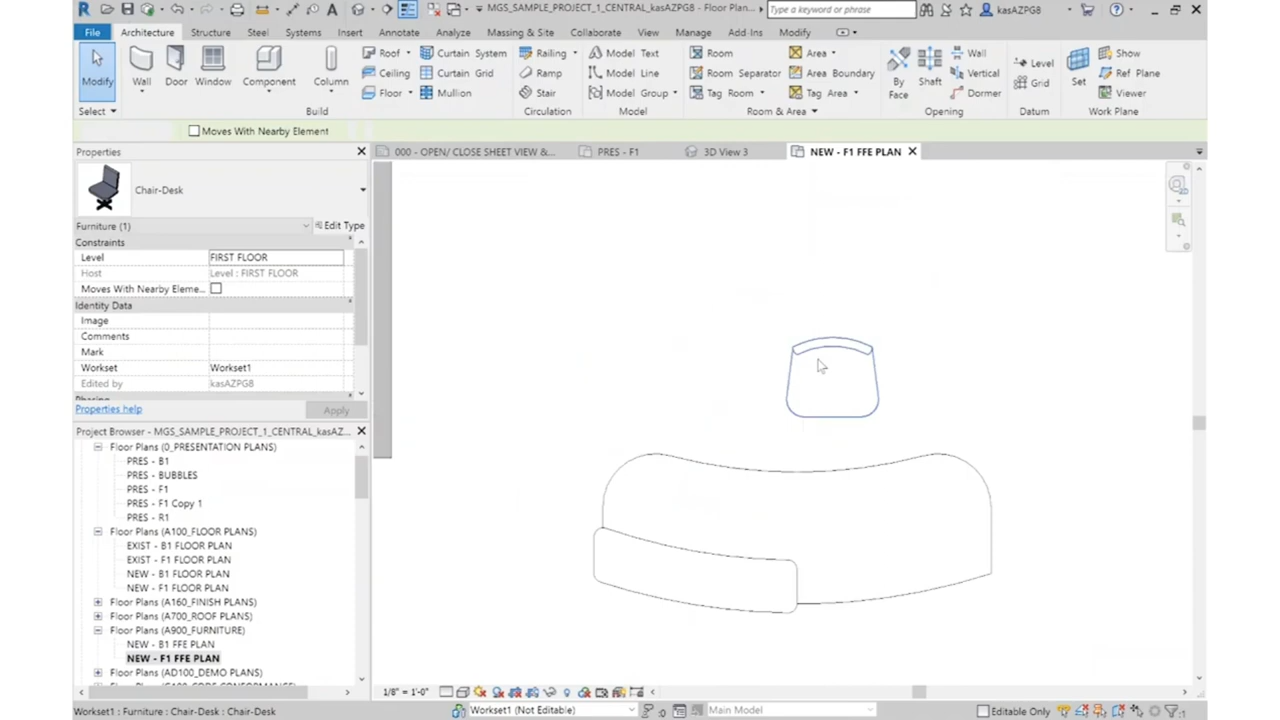 MGS_SAMPLE_PROJECT_1_CENTRAL_kasAZPG8 - Floor Plan... Type a keyword or phrase kasAZPG8
File Architecture Structure Steel Systems Insert Annotate Analyze Massing & Site Collaborate View Manage Add-Ins Modify
Modify Wall Door Window Component Column
Roof Curtain System Railing Model Text Room Area
Ceiling Curtain Grid Ramp Model Line Room Separator Area Boundary
Floor Mullion Stair Model Group Tag Room Tag Area
By Face Shaft Wall Vertical Dormer
Level Grid
Set Show Ref Plane Viewer
Select Build Circulation Model Room & Area Opening Datum Work Plane
Moves With Nearby Element
Properties
000 - OPEN/ CLOSE SHEET VIEW &... PRES - F1 3D View 3 NEW - F1 FFE PLAN
Chair-Desk
Furniture (1) Edit Type
Constraints
Level FIRST FLOOR
Host Level : FIRST FLOOR
Moves With Nearby Eleme...
Identity Data
Image
Comments
Mark
Workset Workset1
Edited by kasAZPG8
Properties help Apply
Project Browser - MGS_SAMPLE_PROJECT_1_CENTRAL_kasAZ...
Floor Plans (0_PRESENTATION PLANS)
PRES - B1
PRES - BUBBLES
PRES - F1
PRES - F1 Copy 1
PRES - R1
Floor Plans (A100_FLOOR PLANS)
EXIST - B1 FLOOR PLAN
EXIST - F1 FLOOR PLAN
NEW - B1 FLOOR PLAN
NEW - F1 FLOOR PLAN
Floor Plans (A160_FINISH PLANS)
Floor Plans (A700_ROOF PLANS)
Floor Plans (A900_FURNITURE)
NEW - B1 FFE PLAN
NEW - F1 FFE PLAN
Floor Plans (AD100_DEMO PLANS)
1/8" = 1'-0"
Workset1 : Furniture : Chair-Desk : Chair-Desk Workset1 (Not Editable) :0 Main Model Editable Only :1